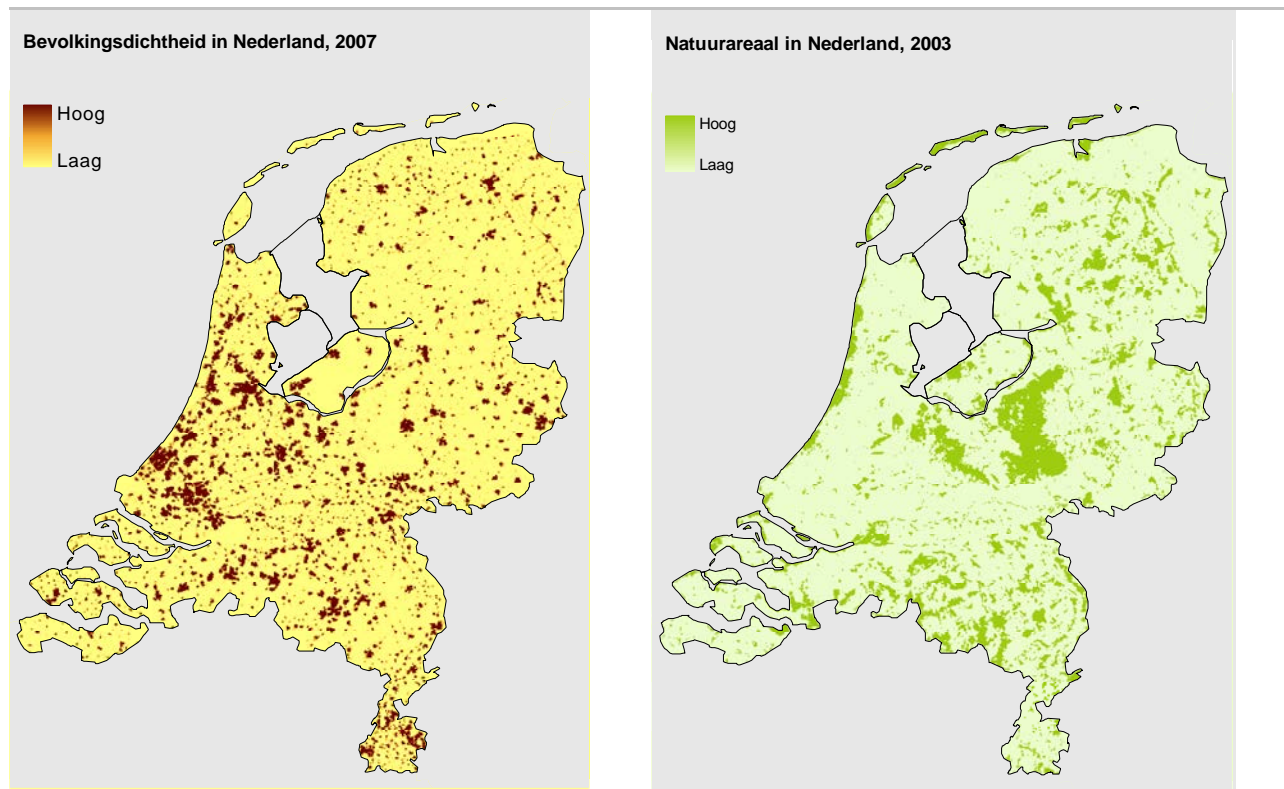 Bevolkingsdichtheid in Nederland, 2007
Hoog
Laag
Natuurareaal in Nederland, 2003
Hoog
Laag